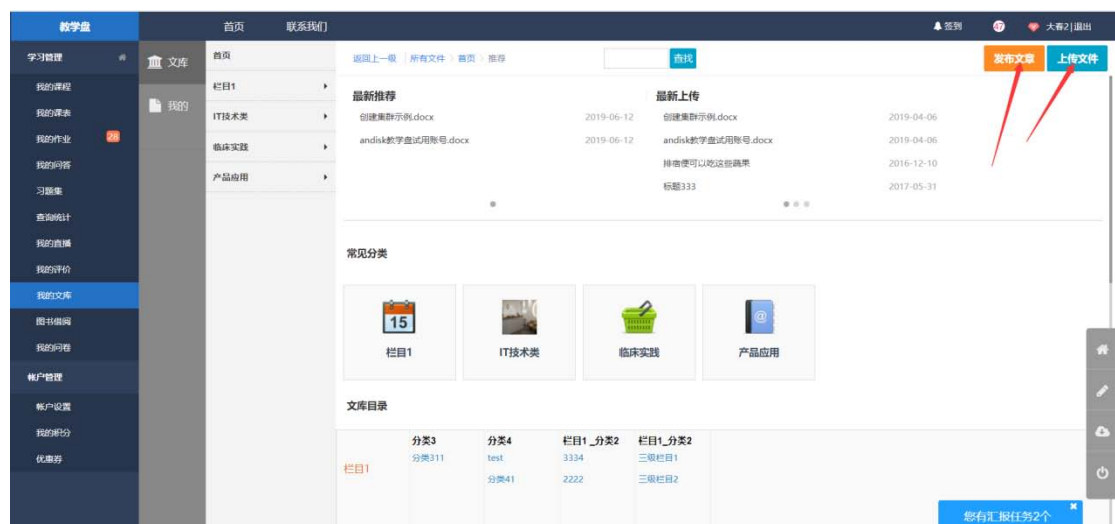 教学盘
首页 联系我们
签到 47 大春2|退出
学习管理
我的课程
我的课表
我的作业 28
我的问答
习题集
查询统计
我的直播
我的评价
我的文库
图书借阅
我的问卷
帐户管理
帐户设置
我的积分
优惠券
文库
我的
首页
栏目1
IT技术类
临床实践
产品应用
返回上一级 所有文件 > 首页 > 推荐
查找
发布文章 上传文件
最新推荐
创建集群示例.docx 2019-06-12
andisk教学盘试用账号.docx 2019-06-12
最新上传
创建集群示例.docx 2019-04-06
andisk教学盘试用账号.docx 2019-04-06
排宿便可以吃这些蔬果 2016-12-10
标题333 2017-05-31
常见分类
15
@
栏目1 IT技术类 临床实践 产品应用
文库目录
分类3 分类4 栏目1_分类2 栏目1_分类2
栏目1
分类311 test 3334 三级栏目1
分类41 2222 三级栏目2
您有汇报任务2个 ×